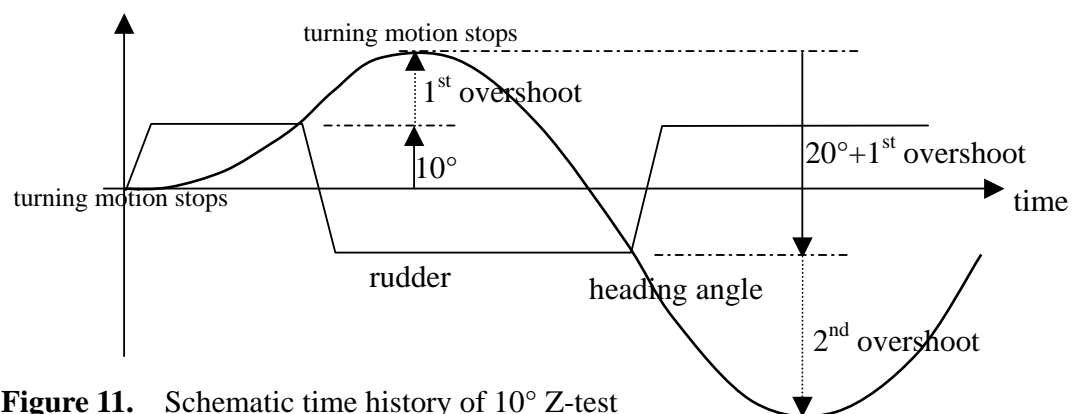 turning motion stops
1st overshoot
10°
20°+1st overshoot
turning motion stops
time
rudder
heading angle
2nd overshoot
Figure 11. Schematic time history of 10° Z-test